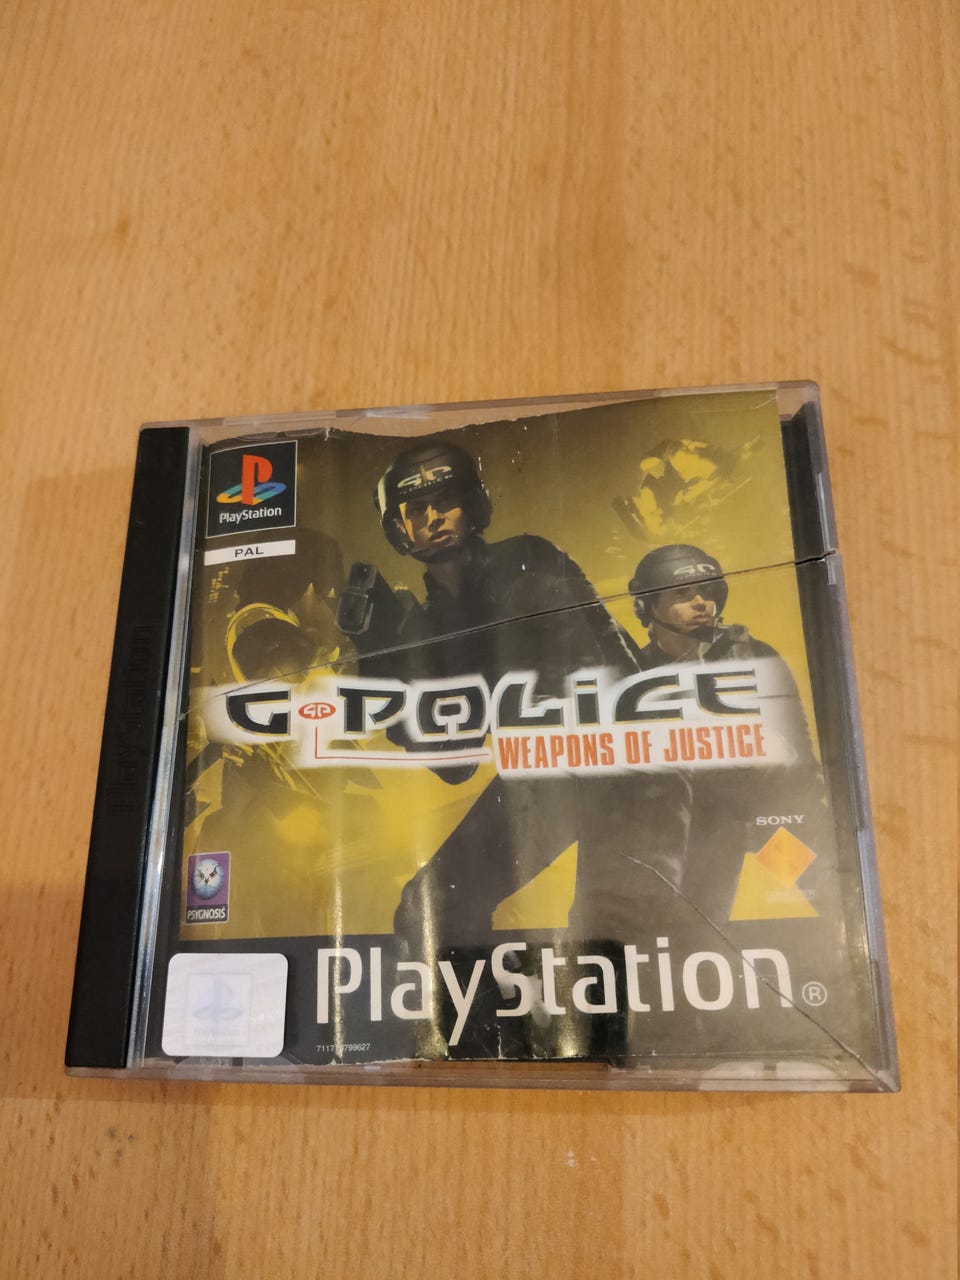 PlayStation
PAL
G-POLiCE
WEAPONS OF JUSTICE
SONY
PSYGNOSIS
PlayStation®
PlayStation